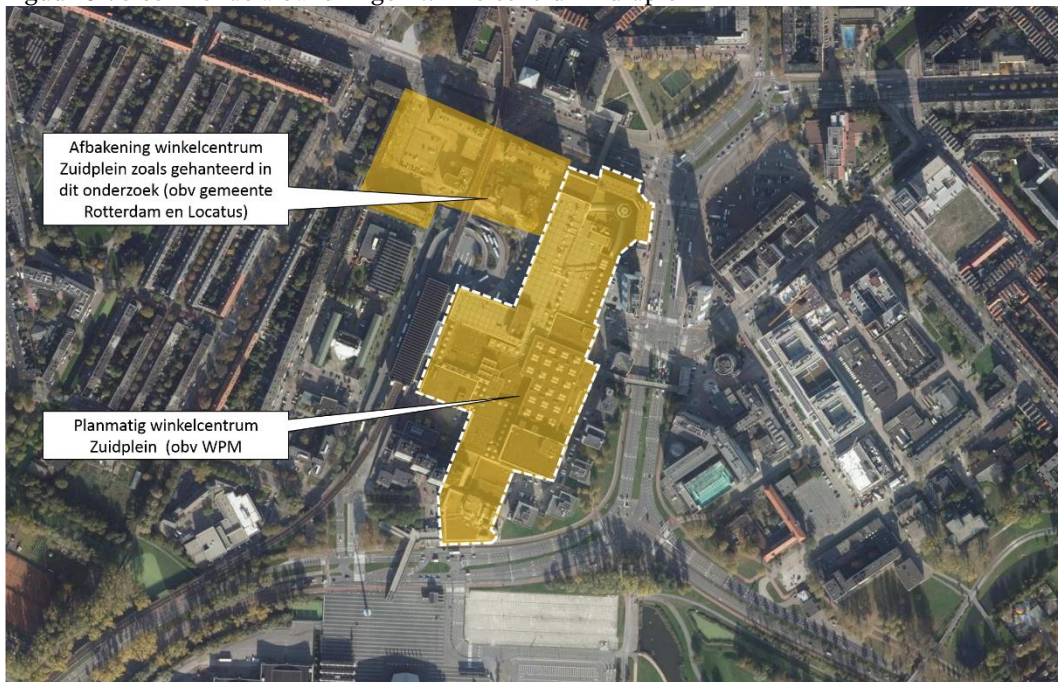 Afbakening winkelcentrum
Zuidplein zoals gehanteerd in
dit onderzoek (obv gemeente
Rotterdam en Locatus)
Planmatig winkelcentrum
Zuidplein (obv WPM